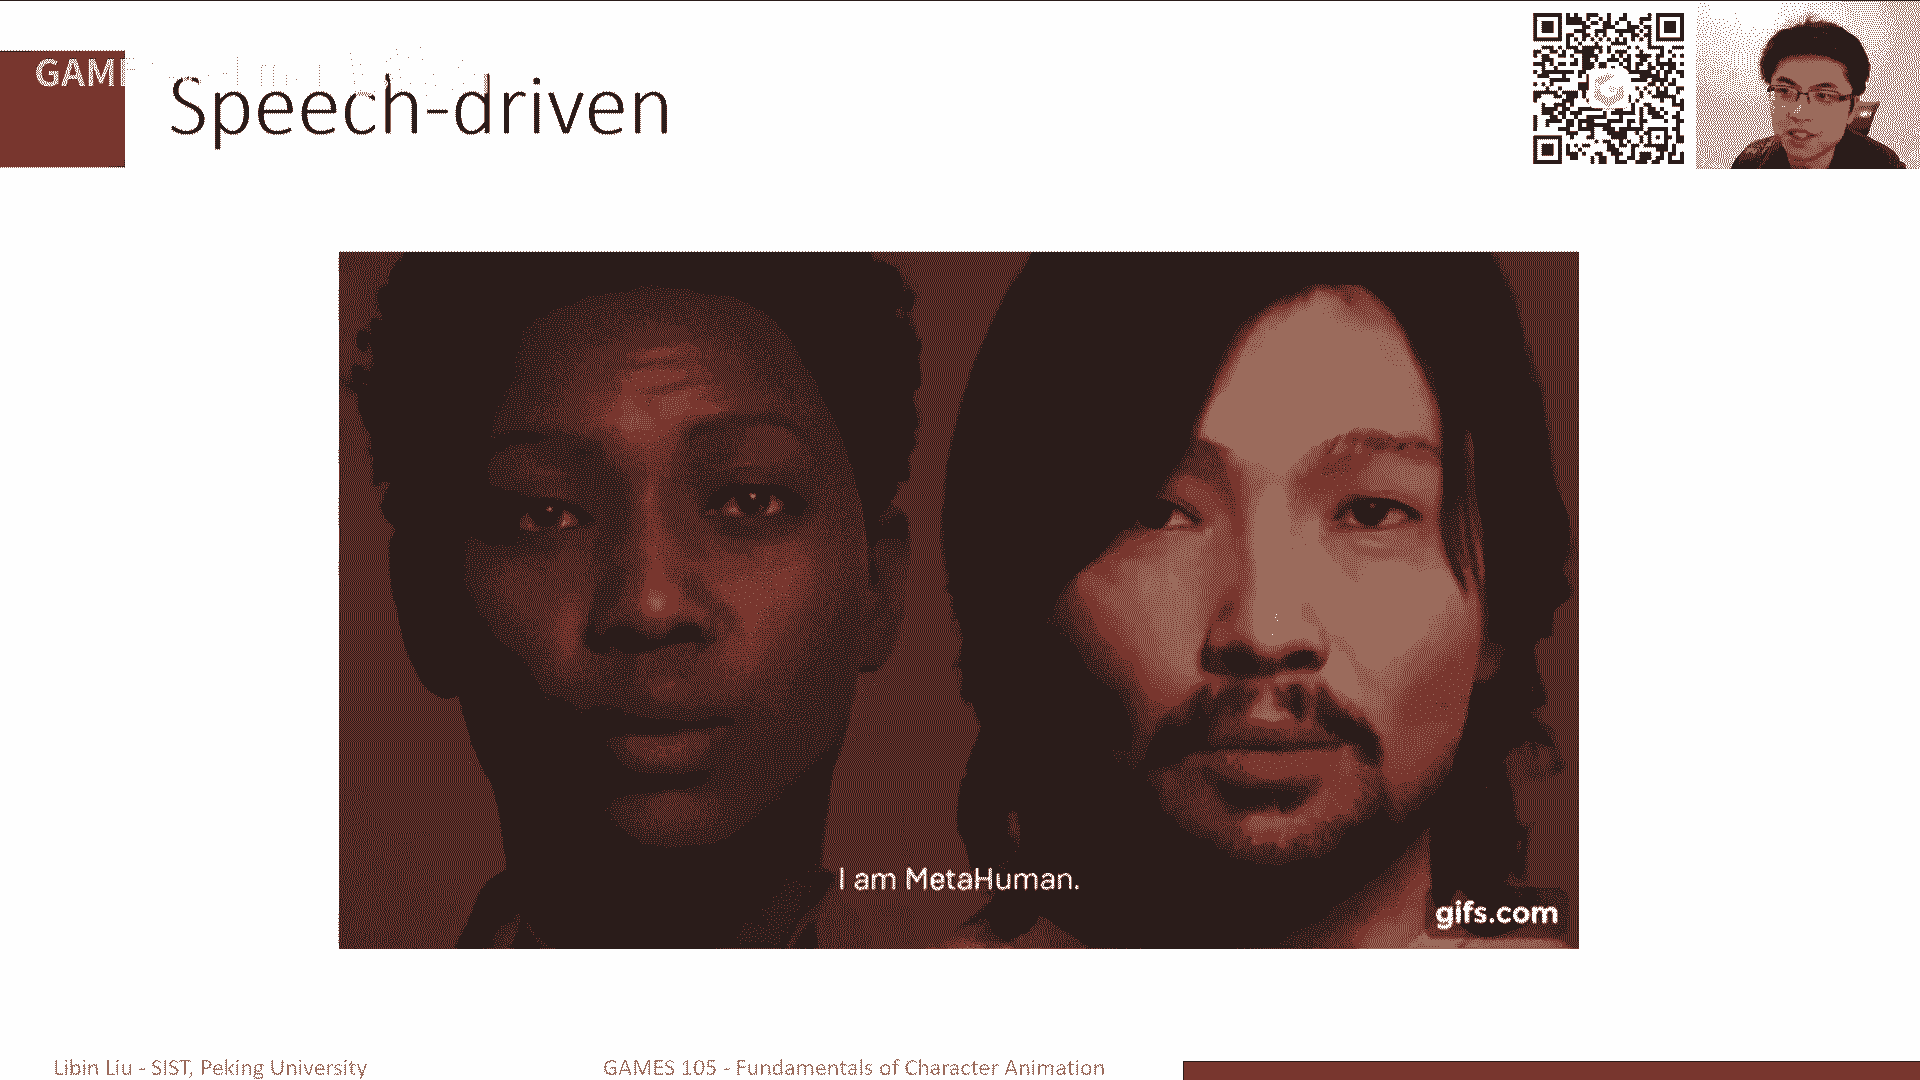 GAM
Speech-driven
I am MetaHuman.
gifs.com
Libin Liu - SIST, Peking University
GAMES 105 - Fundamentals of Character Animation